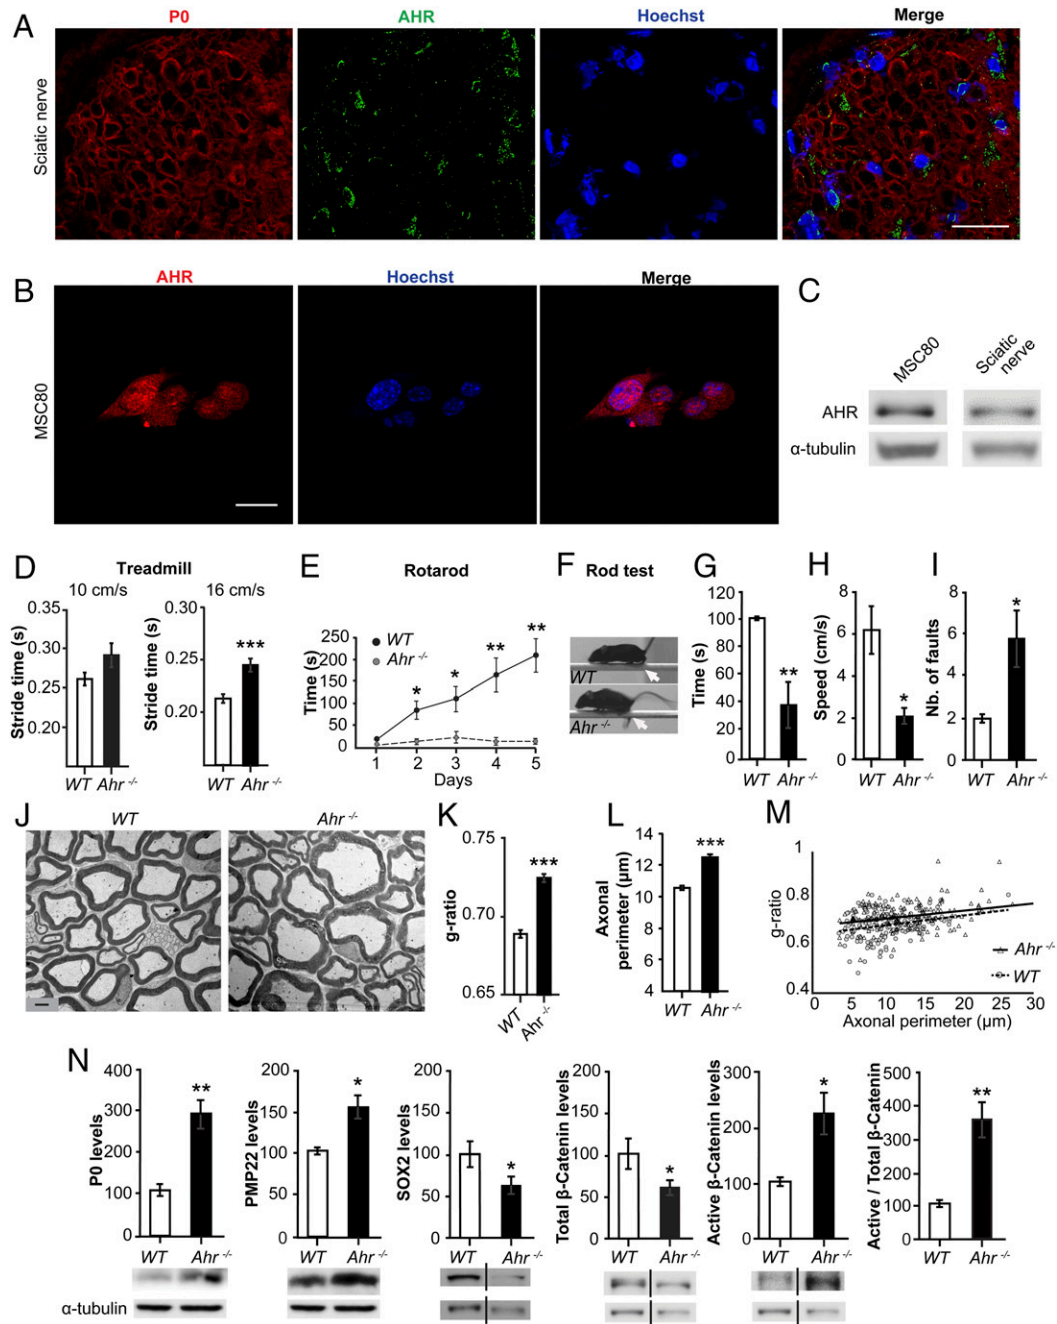 A
P0
AHR
Hoechst
Merge
Sciatic nerve
B
AHR
Hoechst
Merge
MSC80
C
MSC80
Sciatic
nerve
AHR
α-tubulin
D
Treadmill
10 cm/s
16 cm/s
Stride time (s)
0.35
0.30
0.25
0.20
WT
Ahr -/-
Stride time (s)
0.30
0.25
0.20
***
WT
Ahr -/-
E
Rotarod
Time (s)
250
200
150
100
50
0
WT
Ahr -/-
*
*
**
**
1
2
3
4
5
Days
F
Rod test
WT
Ahr -/-
G
Time (s)
120
100
80
60
40
20
0
**
WT
Ahr -/-
H
Speed (cm/s)
8
6
4
2
0
*
WT
Ahr -/-
I
Nb. of faults
8
6
4
2
0
*
WT
Ahr -/-
J
WT
Ahr -/-
K
g-ratio
0.75
0.70
0.65
***
WT
Ahr -/-
L
Axonal
perimeter (µm)
14
12
10
8
6
4
***
WT
Ahr -/-
M
g-ratio
1
0.8
0.6
0.4
0
5
10
15
20
25
30
Axonal perimeter (µm)
Ahr -/-
WT
N
P0 levels
400
300
200
100
0
**
WT
Ahr -/-
PMP22 levels
200
150
100
50
0
*
WT
Ahr -/-
SOX2 levels
200
150
100
50
0
*
WT
Ahr -/-
Total β-Catenin levels
200
150
100
50
0
*
WT
Ahr -/-
Active β-Catenin levels
300
200
100
0
*
WT
Ahr -/-
Active / Total β-Catenin
500
400
300
200
100
0
**
WT
Ahr -/-
α-tubulin